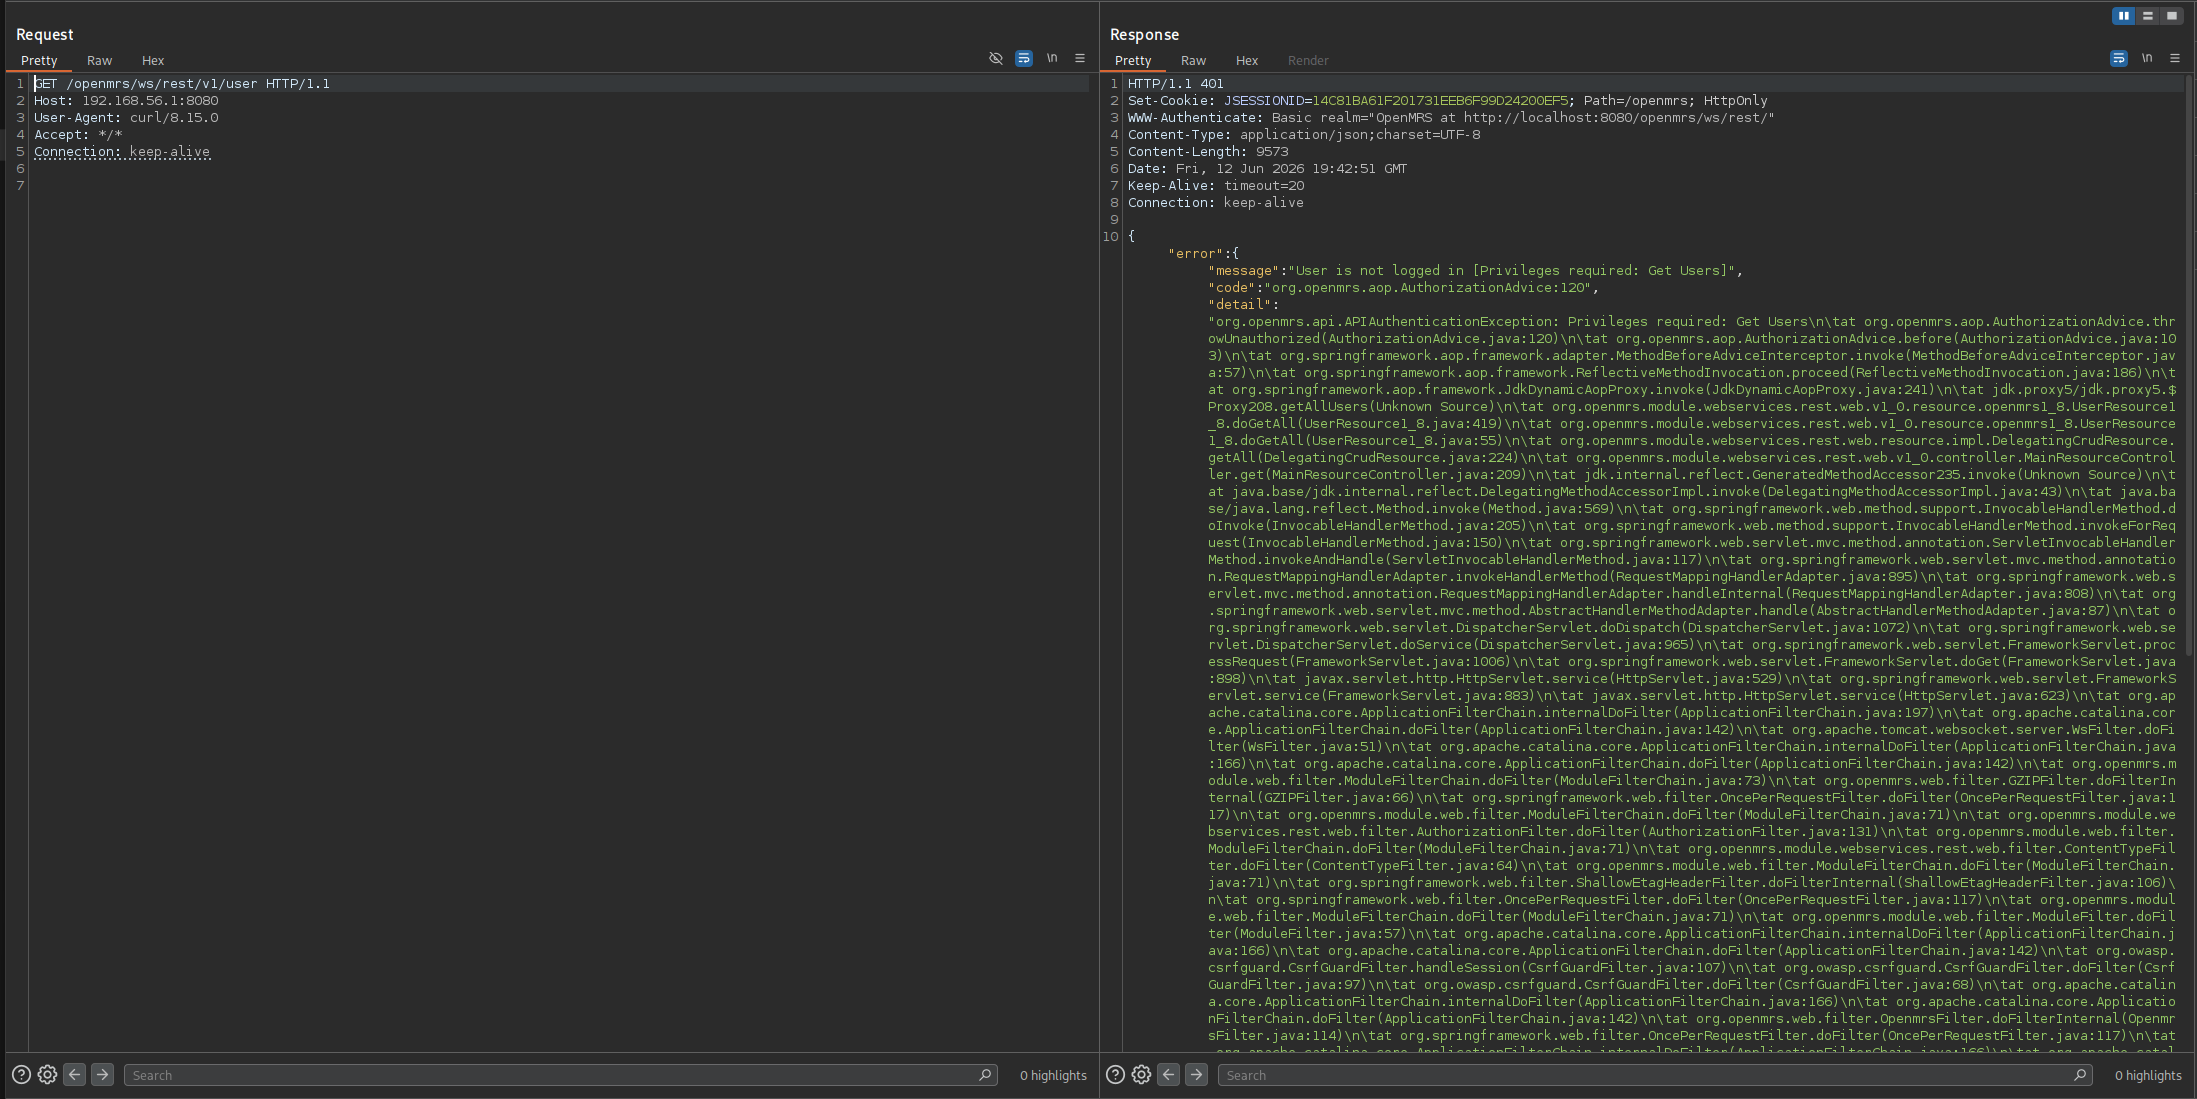 Request
Pretty Raw Hex
\n
1 GET /openmrs/ws/rest/v1/user HTTP/1.1
2 Host: 192.168.56.1:8080
3 User-Agent: curl/8.15.0
4 Accept: */*
5 Connection: keep-alive
6
7
Search
0 highlights
Response
Pretty Raw Hex Render
\n
1 HTTP/1.1 401
2 Set-Cookie: JSESSIONID=14C81BA61F201731EEB6F99D24200EF5; Path=/openmrs; HttpOnly
3 WWW-Authenticate: Basic realm="OpenMRS at http://localhost:8080/openmrs/ws/rest/"
4 Content-Type: application/json;charset=UTF-8
5 Content-Length: 9573
6 Date: Fri, 12 Jun 2026 19:42:51 GMT
7 Keep-Alive: timeout=20
8 Connection: keep-alive
9
10 {
"error":{
"message":"User is not logged in [Privileges required: Get Users]",
"code":"org.openmrs.aop.AuthorizationAdvice:120",
"detail":
"org.openmrs.api.APIAuthenticationException: Privileges required: Get Users\n\tat org.openmrs.aop.AuthorizationAdvice.thr
owUnauthorized(AuthorizationAdvice.java:120)\n\tat org.openmrs.aop.AuthorizationAdvice.before(AuthorizationAdvice.java:10
3)\n\tat org.springframework.aop.framework.adapter.MethodBeforeAdviceInterceptor.invoke(MethodBeforeAdviceInterceptor.jav
a:57)\n\tat org.springframework.aop.framework.ReflectiveMethodInvocation.proceed(ReflectiveMethodInvocation.java:186)\n\t
at org.springframework.aop.framework.JdkDynamicAopProxy.invoke(JdkDynamicAopProxy.java:241)\n\tat jdk.proxy5/jdk.proxy5.$
Proxy208.getAllUsers(Unknown Source)\n\tat org.openmrs.module.webservices.rest.web.v1_0.resource.openmrs1_8.UserResource1
_8.doGetAll(UserResource1_8.java:419)\n\tat org.openmrs.module.webservices.rest.web.v1_0.resource.openmrs1_8.UserResource
1_8.doGetAll(UserResource1_8.java:55)\n\tat org.openmrs.module.webservices.rest.web.resource.impl.DelegatingCrudResource.
getAll(DelegatingCrudResource.java:224)\n\tat org.openmrs.module.webservices.rest.web.v1_0.controller.MainResourceControl
ler.get(MainResourceController.java:209)\n\tat jdk.internal.reflect.GeneratedMethodAccessor235.invoke(Unknown Source)\n\t
at java.base/jdk.internal.reflect.DelegatingMethodAccessorImpl.invoke(DelegatingMethodAccessorImpl.java:43)\n\tat java.ba
se/java.lang.reflect.Method.invoke(Method.java:569)\n\tat org.springframework.web.method.support.InvocableHandlerMethod.d
oInvoke(InvocableHandlerMethod.java:205)\n\tat org.springframework.web.method.support.InvocableHandlerMethod.invokeForReq
uest(InvocableHandlerMethod.java:150)\n\tat org.springframework.web.servlet.mvc.method.annotation.ServletInvocableHandler
Method.invokeAndHandle(ServletInvocableHandlerMethod.java:117)\n\tat org.springframework.web.servlet.mvc.method.annotatio
n.RequestMappingHandlerAdapter.invokeHandlerMethod(RequestMappingHandlerAdapter.java:895)\n\tat org.springframework.web.s
ervlet.mvc.method.annotation.RequestMappingHandlerAdapter.handleInternal(RequestMappingHandlerAdapter.java:808)\n\tat org
.springframework.web.servlet.mvc.method.AbstractHandlerMethodAdapter.handle(AbstractHandlerMethodAdapter.java:87)\n\tat o
rg.springframework.web.servlet.DispatcherServlet.doDispatch(DispatcherServlet.java:1072)\n\tat org.springframework.web.se
rvlet.DispatcherServlet.doService(DispatcherServlet.java:965)\n\tat org.springframework.web.servlet.FrameworkServlet.proc
essRequest(FrameworkServlet.java:1006)\n\tat org.springframework.web.servlet.FrameworkServlet.doGet(FrameworkServlet.java
:898)\n\tat javax.servlet.http.HttpServlet.service(HttpServlet.java:529)\n\tat org.springframework.web.servlet.FrameworkS
ervlet.service(FrameworkServlet.java:883)\n\tat javax.servlet.http.HttpServlet.service(HttpServlet.java:623)\n\tat org.ap
ache.catalina.core.ApplicationFilterChain.internalDoFilter(ApplicationFilterChain.java:197)\n\tat org.apache.catalina.cor
e.ApplicationFilterChain.doFilter(ApplicationFilterChain.java:142)\n\tat org.apache.tomcat.websocket.server.WsFilter.doFi
lter(WsFilter.java:51)\n\tat org.apache.catalina.core.ApplicationFilterChain.internalDoFilter(ApplicationFilterChain.java
:166)\n\tat org.apache.catalina.core.ApplicationFilterChain.doFilter(ApplicationFilterChain.java:142)\n\tat org.openmrs.m
odule.web.filter.ModuleFilterChain.doFilter(ModuleFilterChain.java:73)\n\tat org.openmrs.web.filter.GZIPFilter.doFilterIn
ternal(GZIPFilter.java:66)\n\tat org.springframework.web.filter.OncePerRequestFilter.doFilter(OncePerRequestFilter.java:1
17)\n\tat org.openmrs.module.web.filter.ModuleFilterChain.doFilter(ModuleFilterChain.java:71)\n\tat org.openmrs.module.we
bservices.rest.web.filter.AuthorizationFilter.doFilter(AuthorizationFilter.java:131)\n\tat org.openmrs.module.web.filter.
ModuleFilterChain.doFilter(ModuleFilterChain.java:71)\n\tat org.openmrs.module.webservices.rest.web.filter.ContentTypeFil
ter.doFilter(ContentTypeFilter.java:64)\n\tat org.openmrs.module.web.filter.ModuleFilterChain.doFilter(ModuleFilterChain.
java:71)\n\tat org.springframework.web.filter.ShallowEtagHeaderFilter.doFilterInternal(ShallowEtagHeaderFilter.java:106)\
n\tat org.springframework.web.filter.OncePerRequestFilter.doFilter(OncePerRequestFilter.java:117)\n\tat org.openmrs.modul
e.web.filter.ModuleFilterChain.doFilter(ModuleFilterChain.java:71)\n\tat org.openmrs.module.web.filter.ModuleFilter.doFil
ter(ModuleFilter.java:57)\n\tat org.apache.catalina.core.ApplicationFilterChain.internalDoFilter(ApplicationFilterChain.j
ava:166)\n\tat org.apache.catalina.core.ApplicationFilterChain.doFilter(ApplicationFilterChain.java:142)\n\tat org.owasp.
csrfguard.CsrfGuardFilter.handleSession(CsrfGuardFilter.java:107)\n\tat org.owasp.csrfguard.CsrfGuardFilter.doFilter(Csrf
GuardFilter.java:97)\n\tat org.owasp.csrfguard.CsrfGuardFilter.doFilter(CsrfGuardFilter.java:68)\n\tat org.apache.catalin
a.core.ApplicationFilterChain.internalDoFilter(ApplicationFilterChain.java:166)\n\tat org.apache.catalina.core.Applicatio
nFilterChain.doFilter(ApplicationFilterChain.java:142)\n\tat org.openmrs.web.filter.OpenmrsFilter.doFilterInternal(Openmr
sFilter.java:114)\n\tat org.springframework.web.filter.OncePerRequestFilter.doFilter(OncePerRequestFilter.java:117)\n\tat
Search
0 highlights